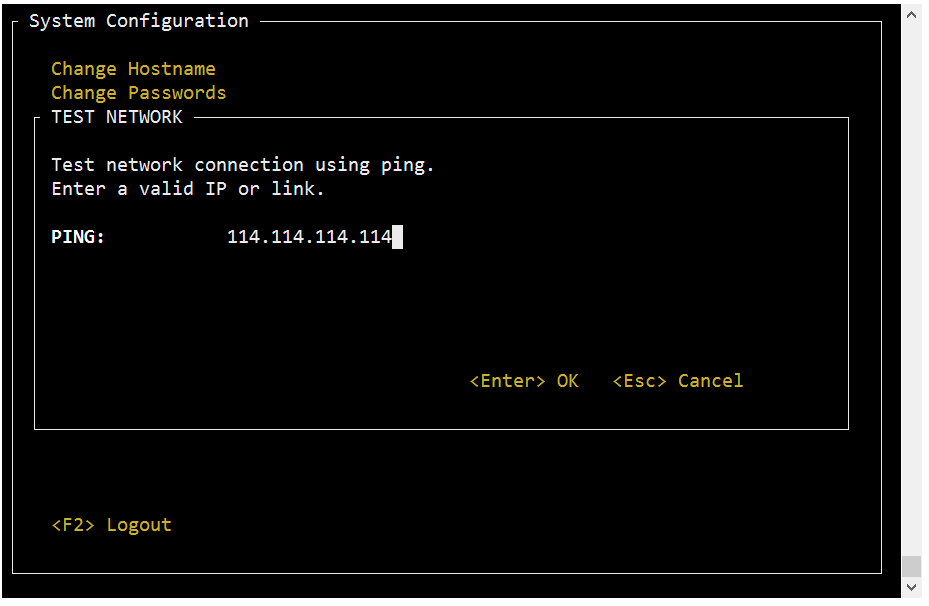 System Configuration
Change Hostname
Change Passwords
TEST NETWORK
Test network connection using ping.
Enter a valid IP or link.
PING: 114.114.114.114
<Enter> OK <Esc> Cancel
<F2> Logout